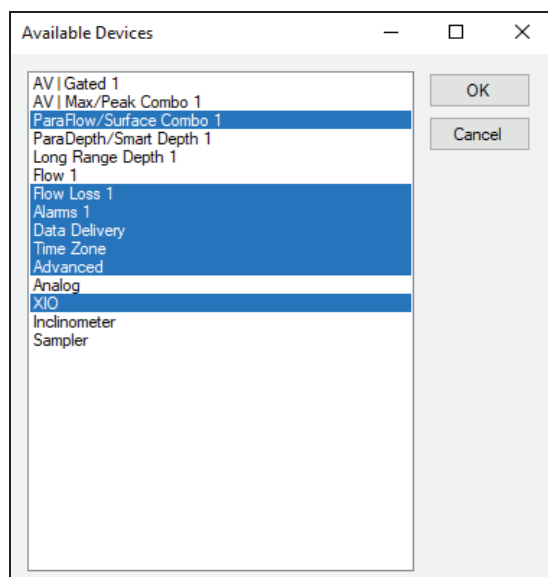 Available Devices
AV | Gated 1
AV | Max/Peak Combo 1
ParaFlow/Surface Combo 1
ParaDepth/Smart Depth 1
Long Range Depth 1
Flow 1
Flow Loss 1
Alarms 1
Data Delivery
Time Zone
Advanced
Analog
XIO
Inclinometer
Sampler
OK
Cancel